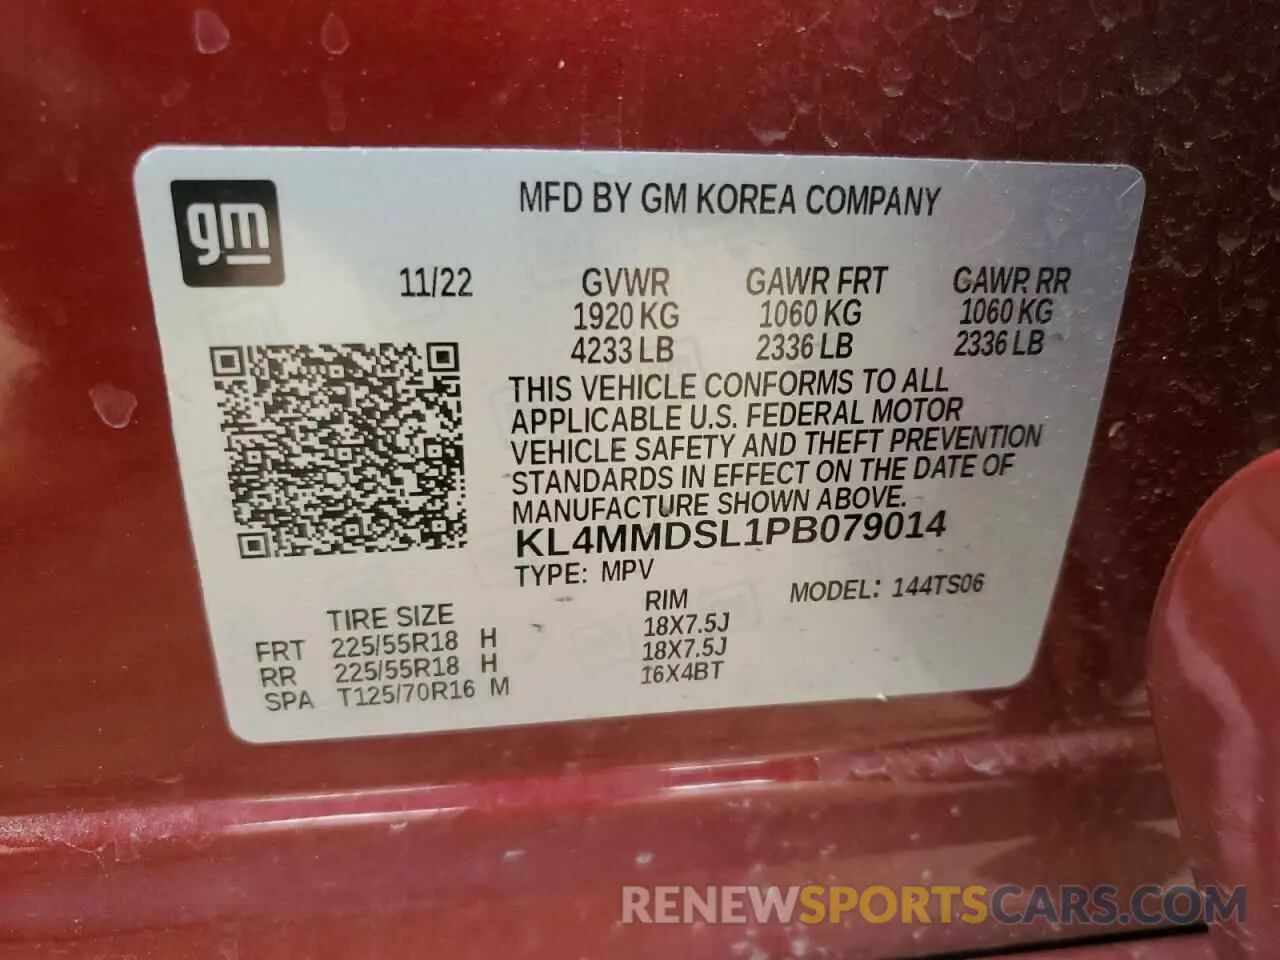 gm
MFD BY GM KOREA COMPANY
11/22 GVWR GAWR FRT GAWR RR
1920 KG 1060 KG 1060 KG
4233 LB 2336 LB 2336 LB
THIS VEHICLE CONFORMS TO ALL
APPLICABLE U.S. FEDERAL MOTOR
VEHICLE SAFETY AND THEFT PREVENTION
STANDARDS IN EFFECT ON THE DATE OF
MANUFACTURE SHOWN ABOVE.
KL4MMDSL1PB079014
TYPE: MPV MODEL: 144TS06
TIRE SIZE RIM
FRT 225/55R18 H 18X7.5J
RR 225/55R18 H 18X7.5J
SPA T125/70R16 M 16X4BT
RENEWSPORTSCARS.COM